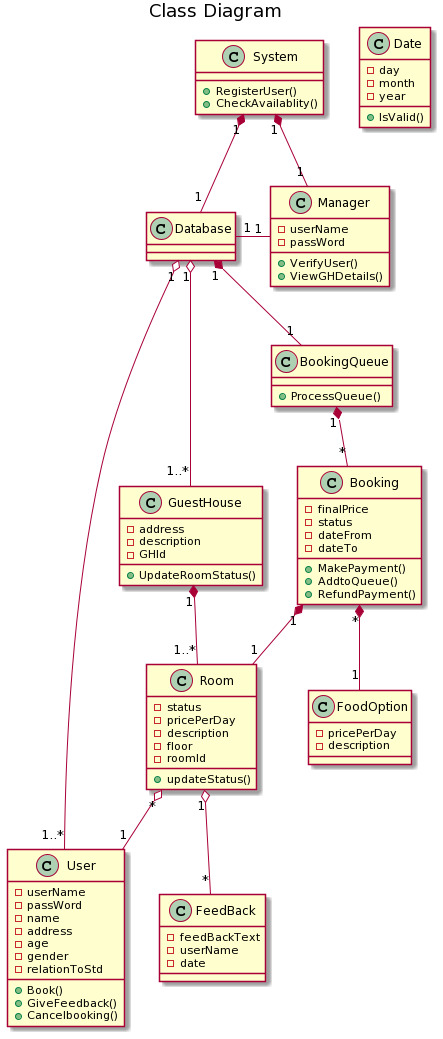 Class Diagram
C System
RegisterUser()
CheckAvailablity()
C Date
day
month
year
IsValid()
1
1
1
1
C Database
1
1
C Manager
userName
passWord
VerifyUser()
ViewGHDetails()
1
1
1
1
C BookingQueue
ProcessQueue()
1
*
1..*
C GuestHouse
address
description
GHId
UpdateRoomStatus()
C Booking
finalPrice
status
dateFrom
dateTo
MakePayment()
AddtoQueue()
RefundPayment()
1
1..*
1
1
*
1
C Room
status
pricePerDay
description
floor
roomId
updateStatus()
C FoodOption
pricePerDay
description
*
1
1..*
1
*
C User
userName
passWord
name
address
age
gender
relationToStd
Book()
GiveFeedback()
Cancelbooking()
C FeedBack
feedBackText
userName
date